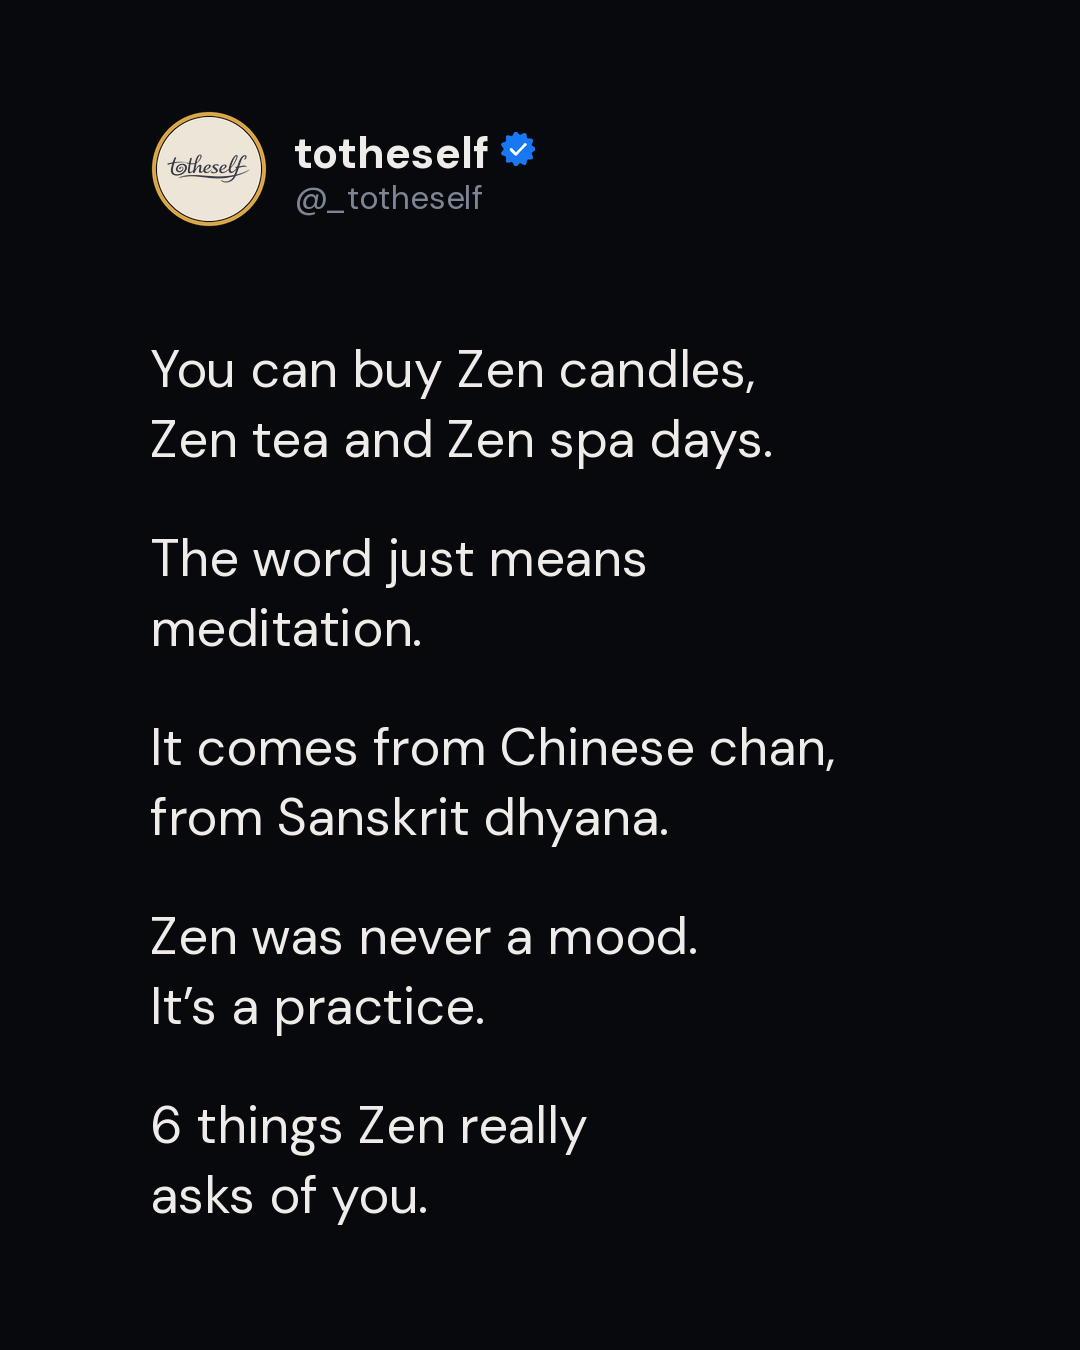 totheself
totheself
@_totheself
You can buy Zen candles,
Zen tea and Zen spa days.
The word just means
meditation.
It comes from Chinese chan,
from Sanskrit dhyana.
Zen was never a mood.
It’s a practice.
6 things Zen really
asks of you.